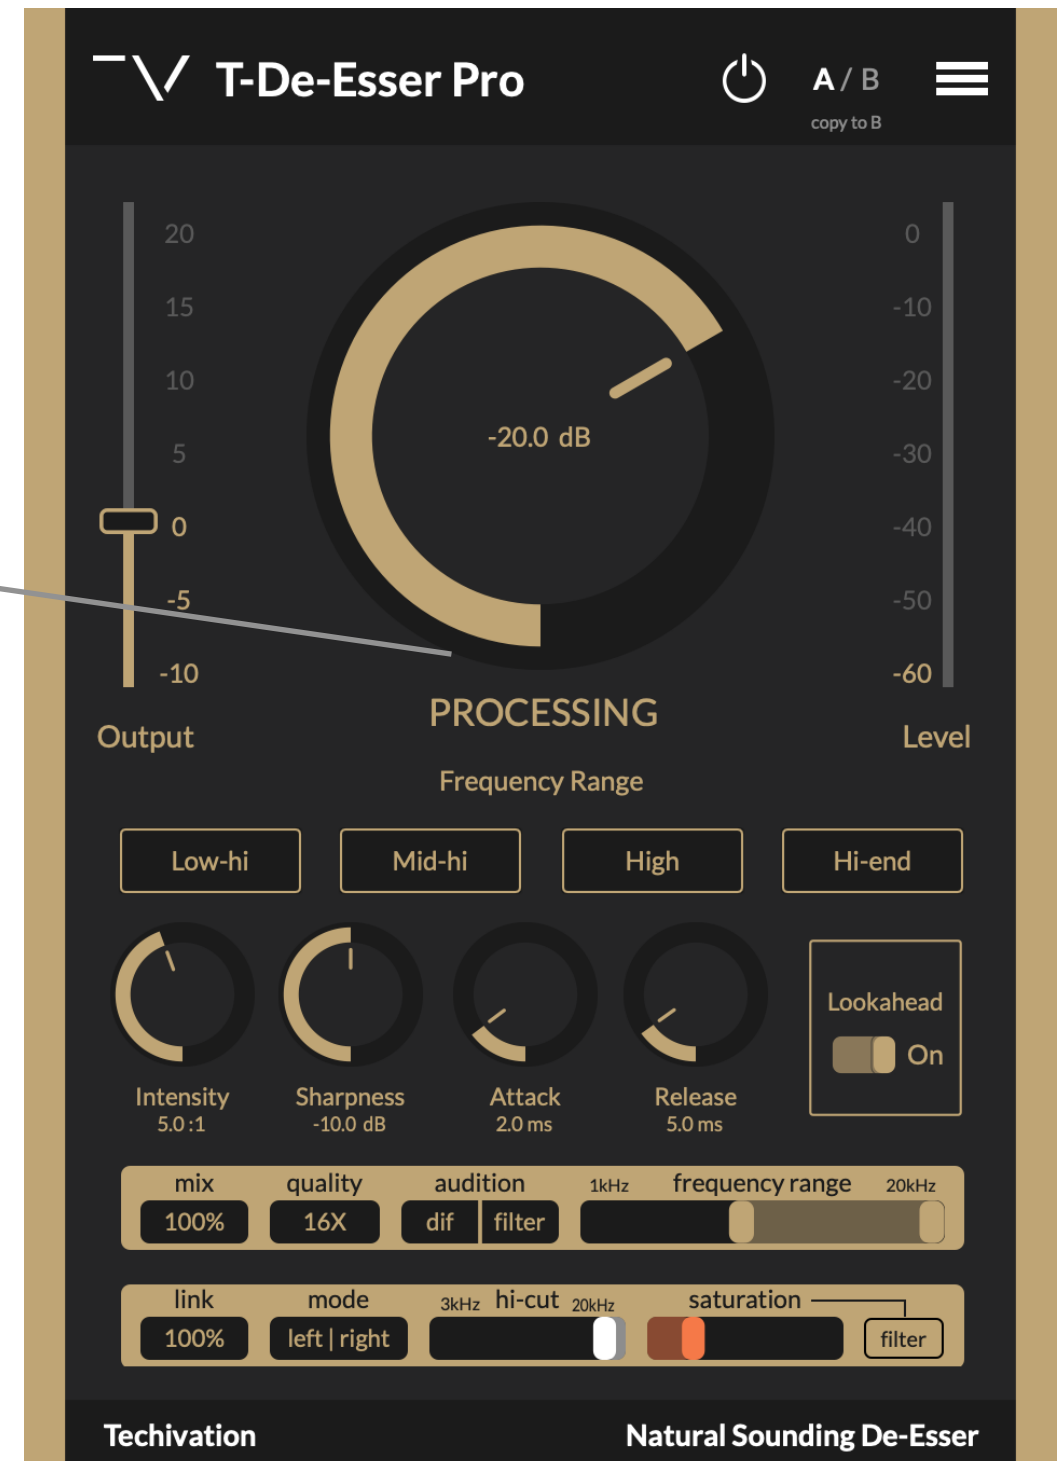 T-De-Esser Pro
A / B
copy to B
20
15
10
5
0
-5
-10
Output
-20.0 dB
0
-10
-20
-30
-40
-50
-60
Level
PROCESSING
Frequency Range
Low-hi Mid-hi High Hi-end
Intensity Sharpness Attack Release
5.0 :1 -10.0 dB 2.0 ms 5.0 ms
Lookahead
On
mix quality audition 1kHz frequency range 20kHz
100% 16X dif filter
link mode 3kHz hi-cut 20kHz saturation
100% left | right filter
Techivation Natural Sounding De-Esser